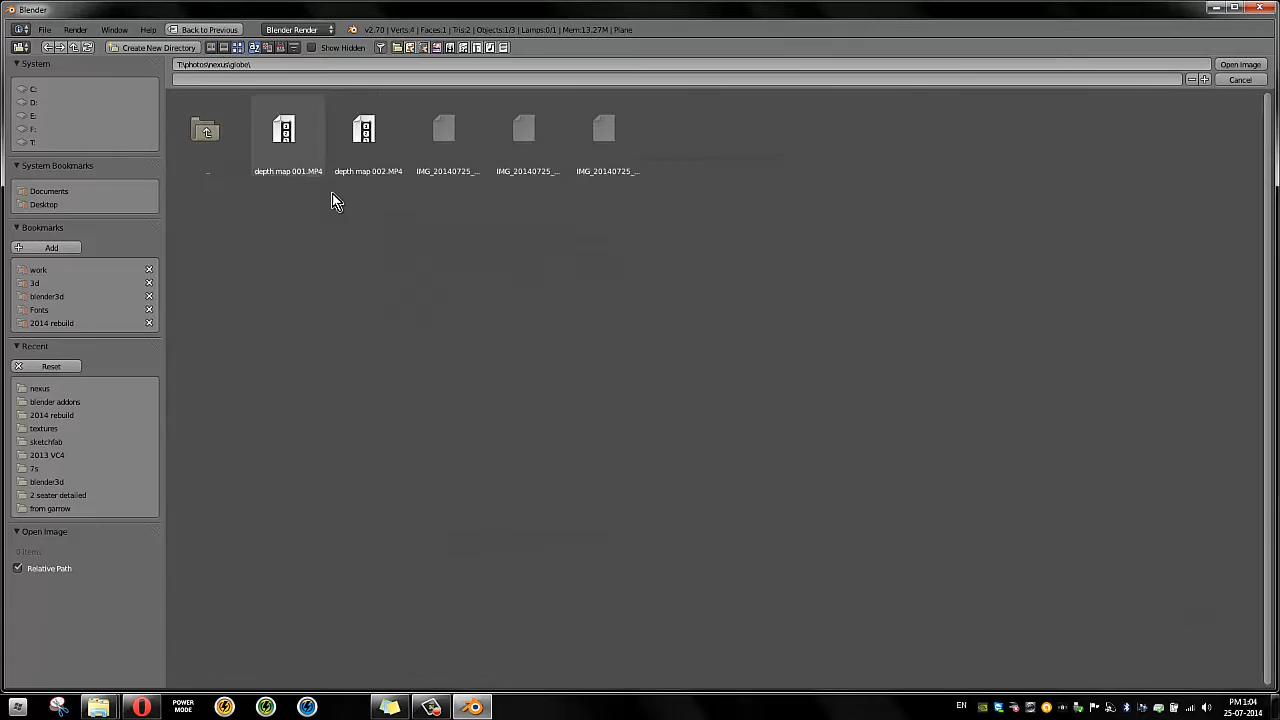 Blender
File Render Window Help Back to Previous Blender Render v2.70 | Verts:4 | Faces:1 | Tris:2 | Objects:1/3 | Lamps:0/1 | Mem:13.27M | Plane
Create New Directory Show Hidden
System
T:\photos\nexus\globe\ Open Image
Cancel
C:
D:
E:
F:
T:
.. depth map 001.MP4 depth map 002.MP4 IMG_20140725_... IMG_20140725_... IMG_20140725_...
System Bookmarks
Documents
Desktop
Bookmarks
Add
work
3d
blender3d
Fonts
2014 rebuild
Recent
Reset
nexus
blender addons
2014 rebuild
textures
sketchfab
2013 VC4
7s
blender3d
2 seater detailed
from garrow
Open Image
0 items
Relative Path
POWER
MODE
EN
PM 1:04
25-07-2014